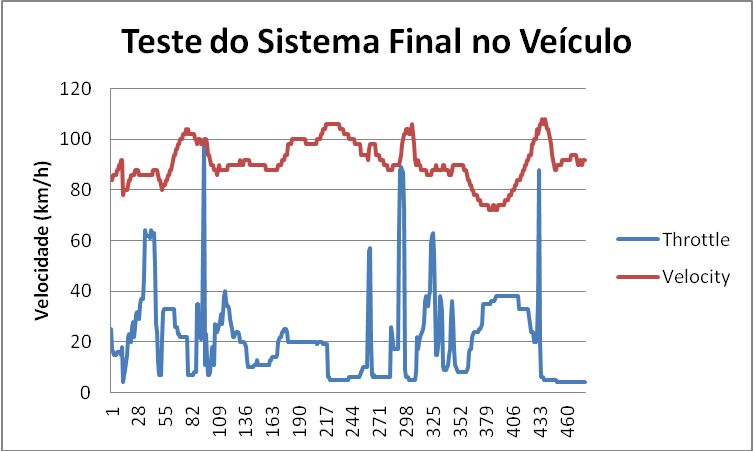 Teste do Sistema Final no Veículo
Velocidade (km/h)
120
100
80
60
40
20
0
1 28 55 82 109 136 163 190 217 244 271 298 325 352 379 406 433 460
Throttle
Velocity